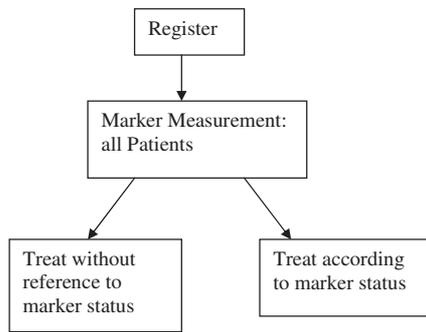 Register
Marker Measurement:
all Patients
Treat without
reference to
marker status
Treat according
to marker status